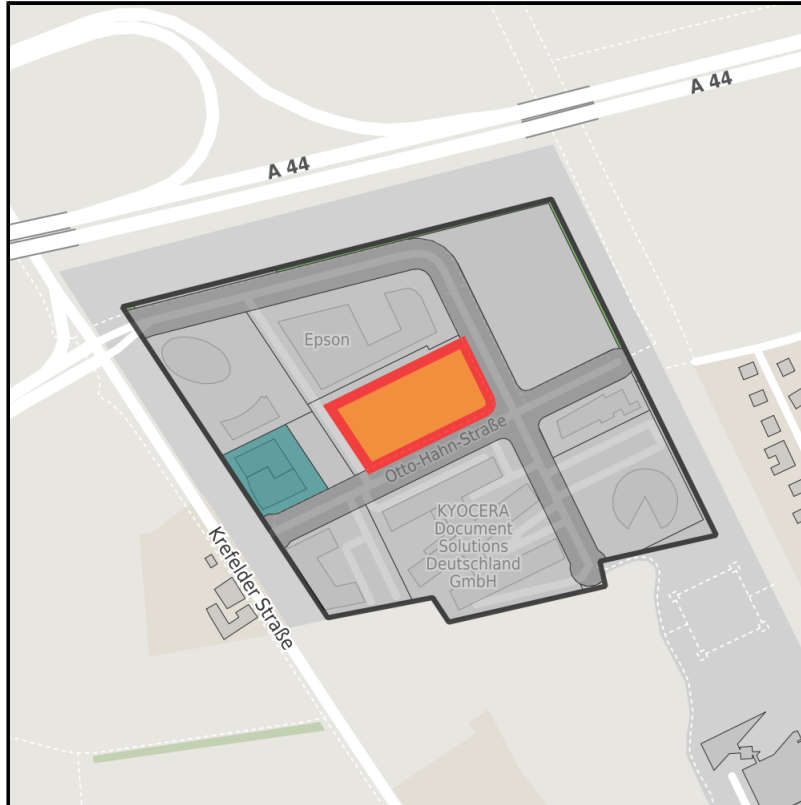 A 44
A 44
Epson
Otto-Hahn-Straße
KYOCERA
Document
Solutions
Deutschland
GmbH
Krefelder Straße